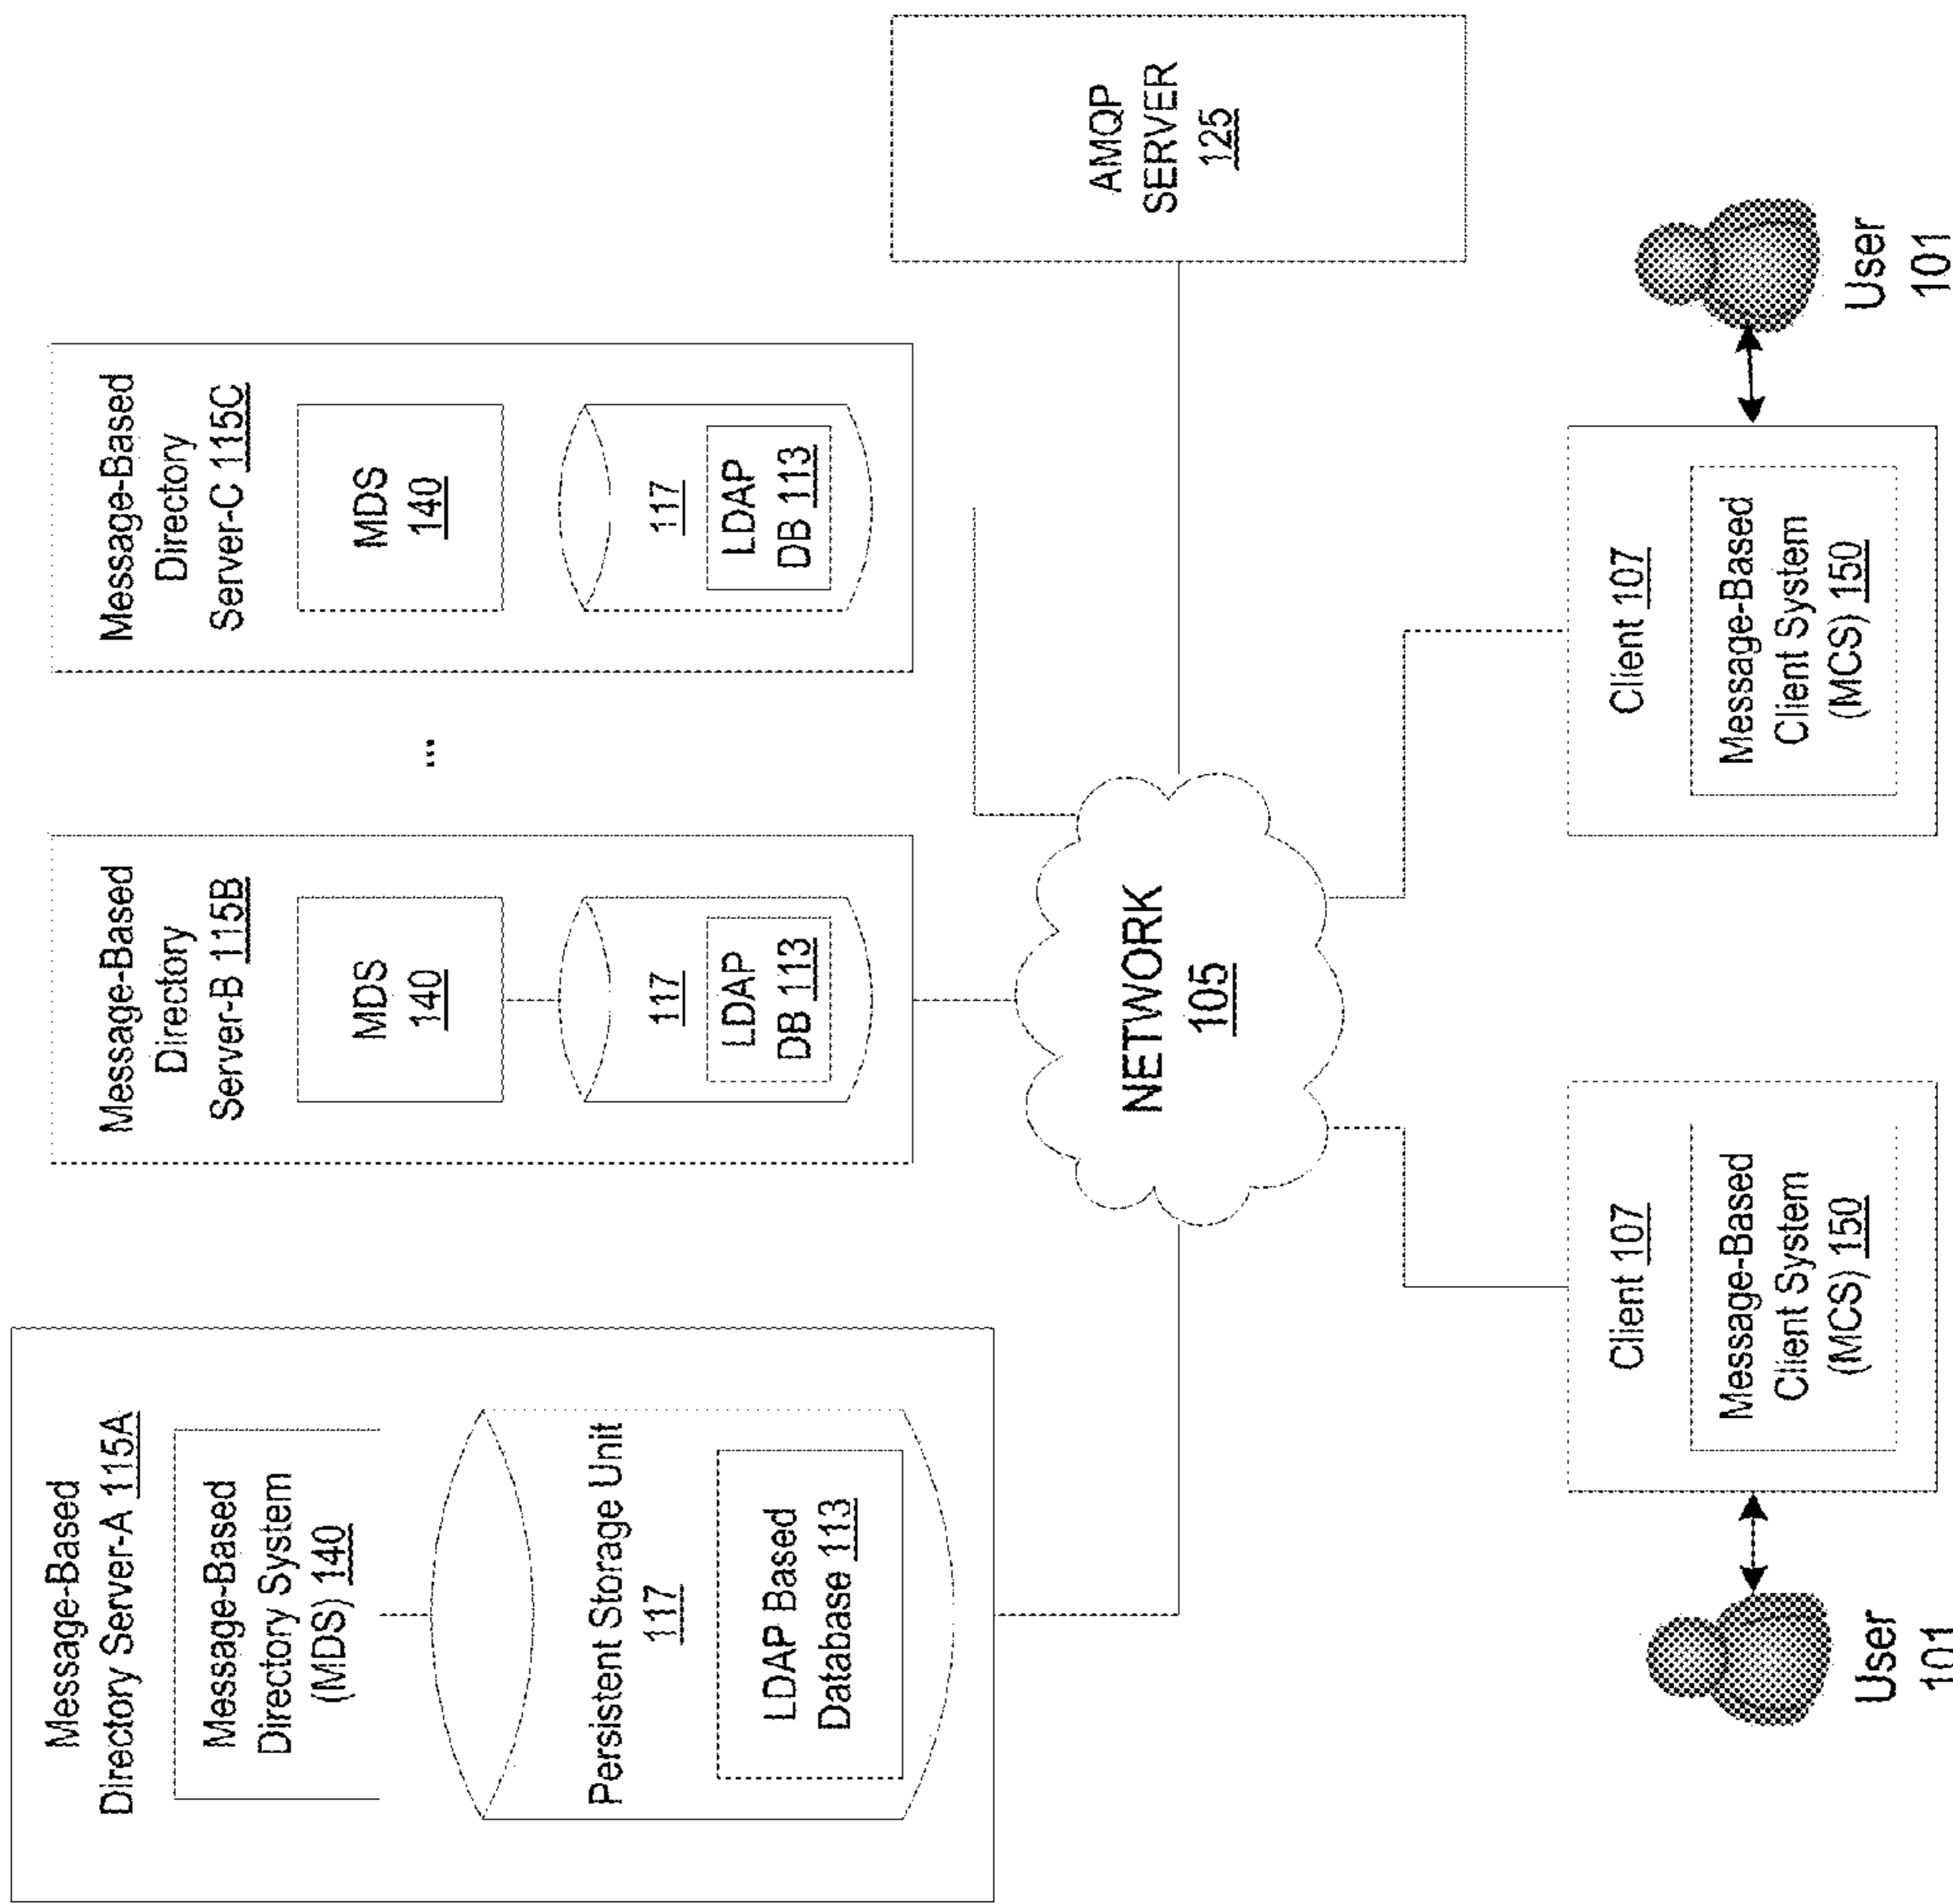 Message-Based
Directory Server-A 115A
Message-Based
Directory System
(MDS) 140
Persistent Storage Unit
117
LDAP Based
Database 113
Message-Based
Directory
Server-B 115B
MDS
140
117
LDAP
DB 113
...
Message-Based
Directory
Server-C 115C
MDS
140
117
LDAP
DB 113
NETWORK
105
AMQP
SERVER
125
Client 107
Message-Based
Client System
(MCS) 150
User
101
Client 107
Message-Based
Client System
(MCS) 150
User
101